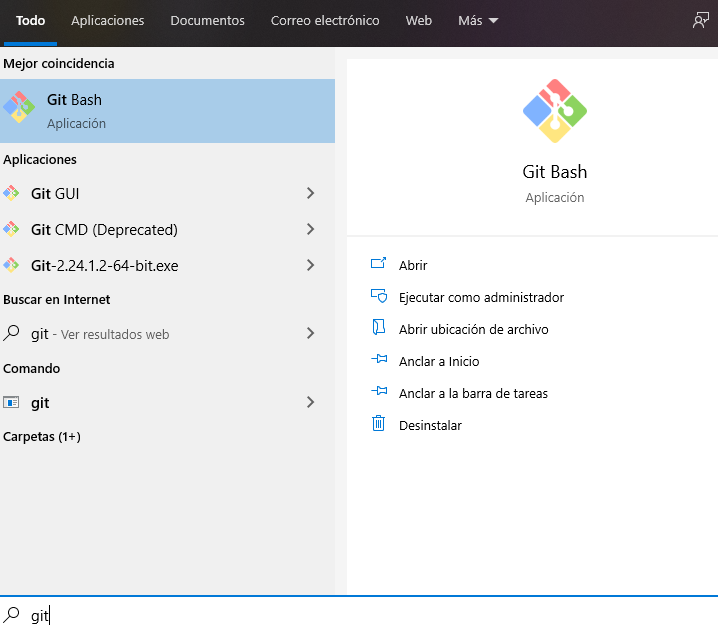 Todo Aplicaciones Documentos Correo electrónico Web Más
Mejor coincidencia
Git Bash
Aplicación
Aplicaciones
Git GUI
Git CMD (Deprecated)
Git-2.24.1.2-64-bit.exe
Buscar en Internet
git - Ver resultados web
Comando
git
Carpetas (1+)
Git Bash
Aplicación
Abrir
Ejecutar como administrador
Abrir ubicación de archivo
Anclar a Inicio
Anclar a la barra de tareas
Desinstalar
git